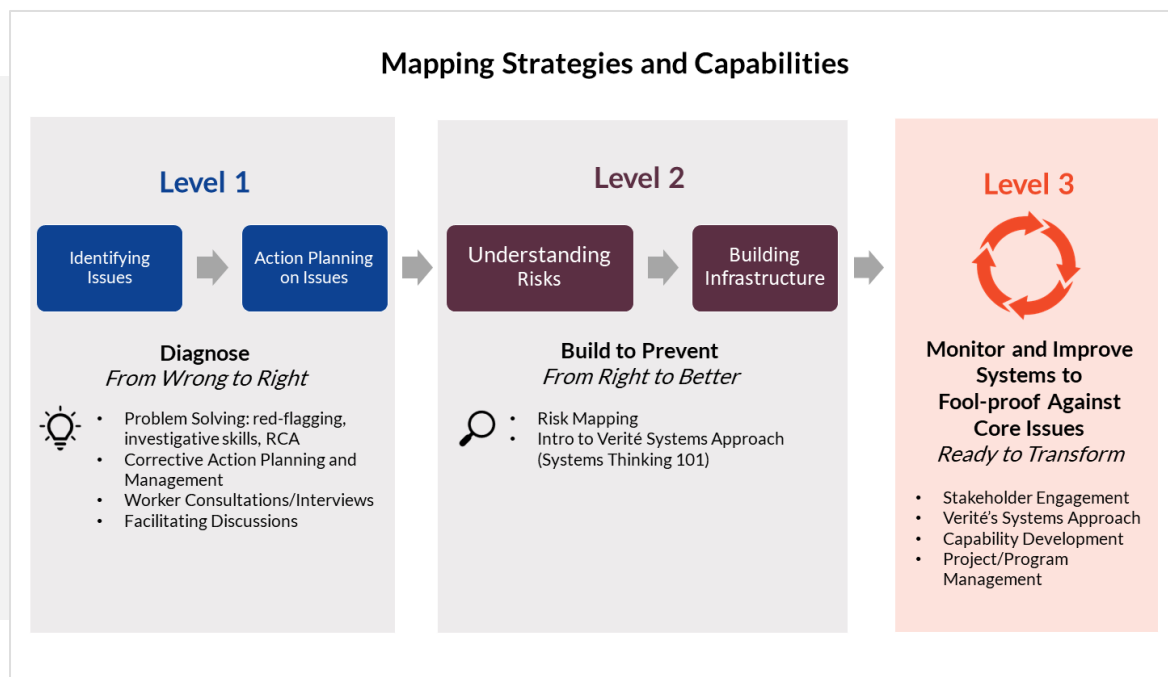 Mapping Strategies and Capabilities
Level 1
Identifying
Issues
Action Planning
on Issues
Diagnose
From Wrong to Right
• Problem Solving: red-flagging,
investigative skills, RCA
• Corrective Action Planning and
Management
• Worker Consultations/Interviews
• Facilitating Discussions
Level 2
Understanding
Risks
Building
Infrastructure
Build to Prevent
From Right to Better
• Risk Mapping
• Intro to Verité Systems Approach
(Systems Thinking 101)
Level 3
Monitor and Improve
Systems to
Fool-proof Against
Core Issues
Ready to Transform
• Stakeholder Engagement
• Verité’s Systems Approach
• Capability Development
• Project/Program
Management